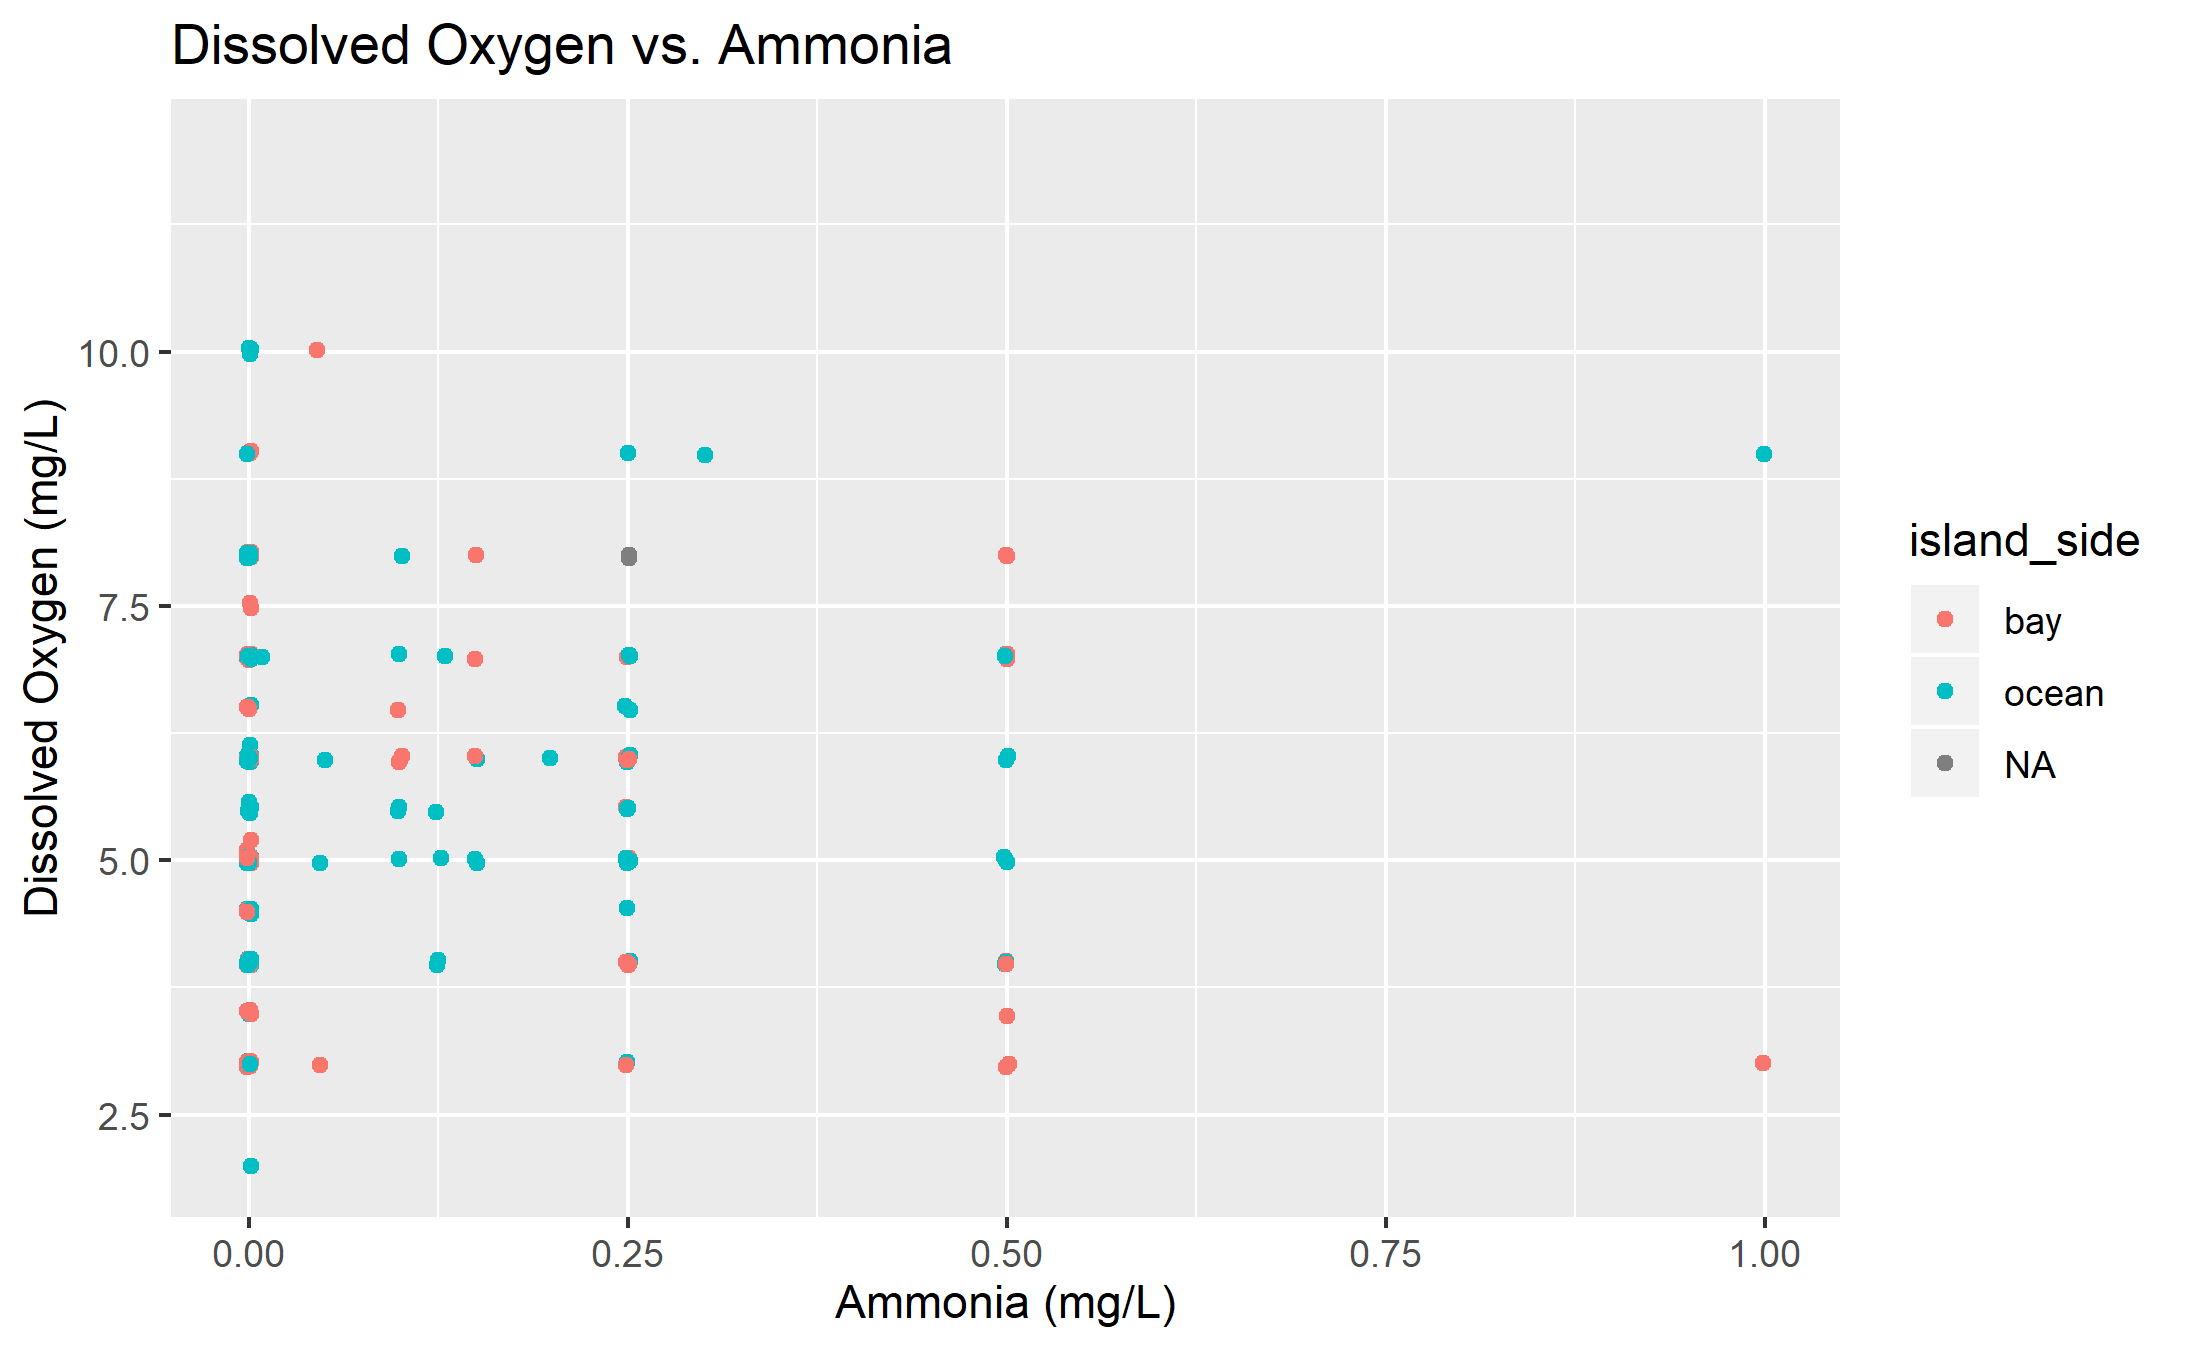 Dissolved Oxygen vs. Ammonia
Dissolved Oxygen (mg/L)
10.0
7.5
5.0
2.5
0.00 0.25 0.50 0.75 1.00
Ammonia (mg/L)
island_side
bay
ocean
NA